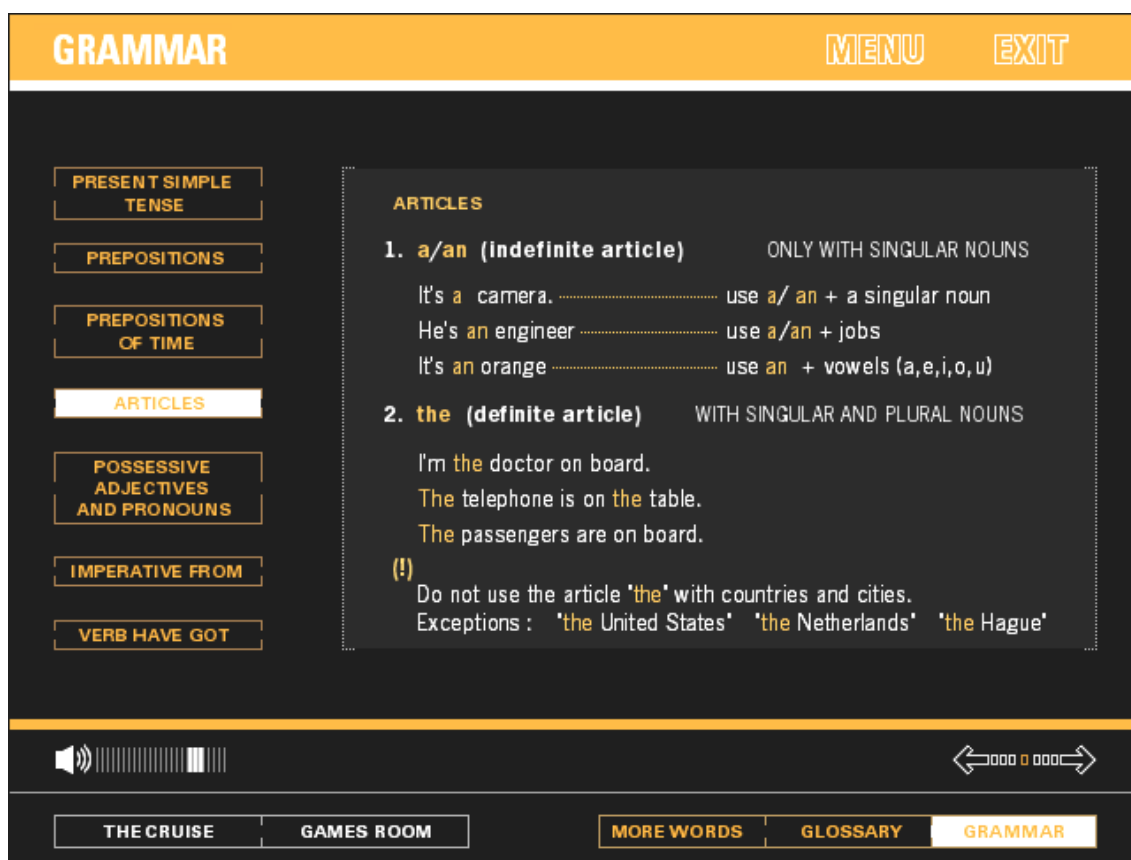 GRAMMAR MENU EXIT
PRESENT SIMPLE
TENSE
PREPOSITIONS
PREPOSITIONS
OF TIME
ARTICLES
POSSESSIVE
ADJECTIVES
AND PRONOUNS
IMPERATIVE FROM
VERB HAVE GOT
ARTICLES
1. a/an (indefinite article) ONLY WITH SINGULAR NOUNS
It's a camera. use a/ an + a singular noun
He's an engineer use a/an + jobs
It's an orange use an + vowels (a,e,i,o,u)
2. the (definite article) WITH SINGULAR AND PLURAL NOUNS
I'm the doctor on board.
The telephone is on the table.
The passengers are on board.
(!)
Do not use the article "the" with countries and cities.
Exceptions : "the United States" "the Netherlands" "the Hague"
THE CRUISE GAMES ROOM MORE WORDS GLOSSARY GRAMMAR